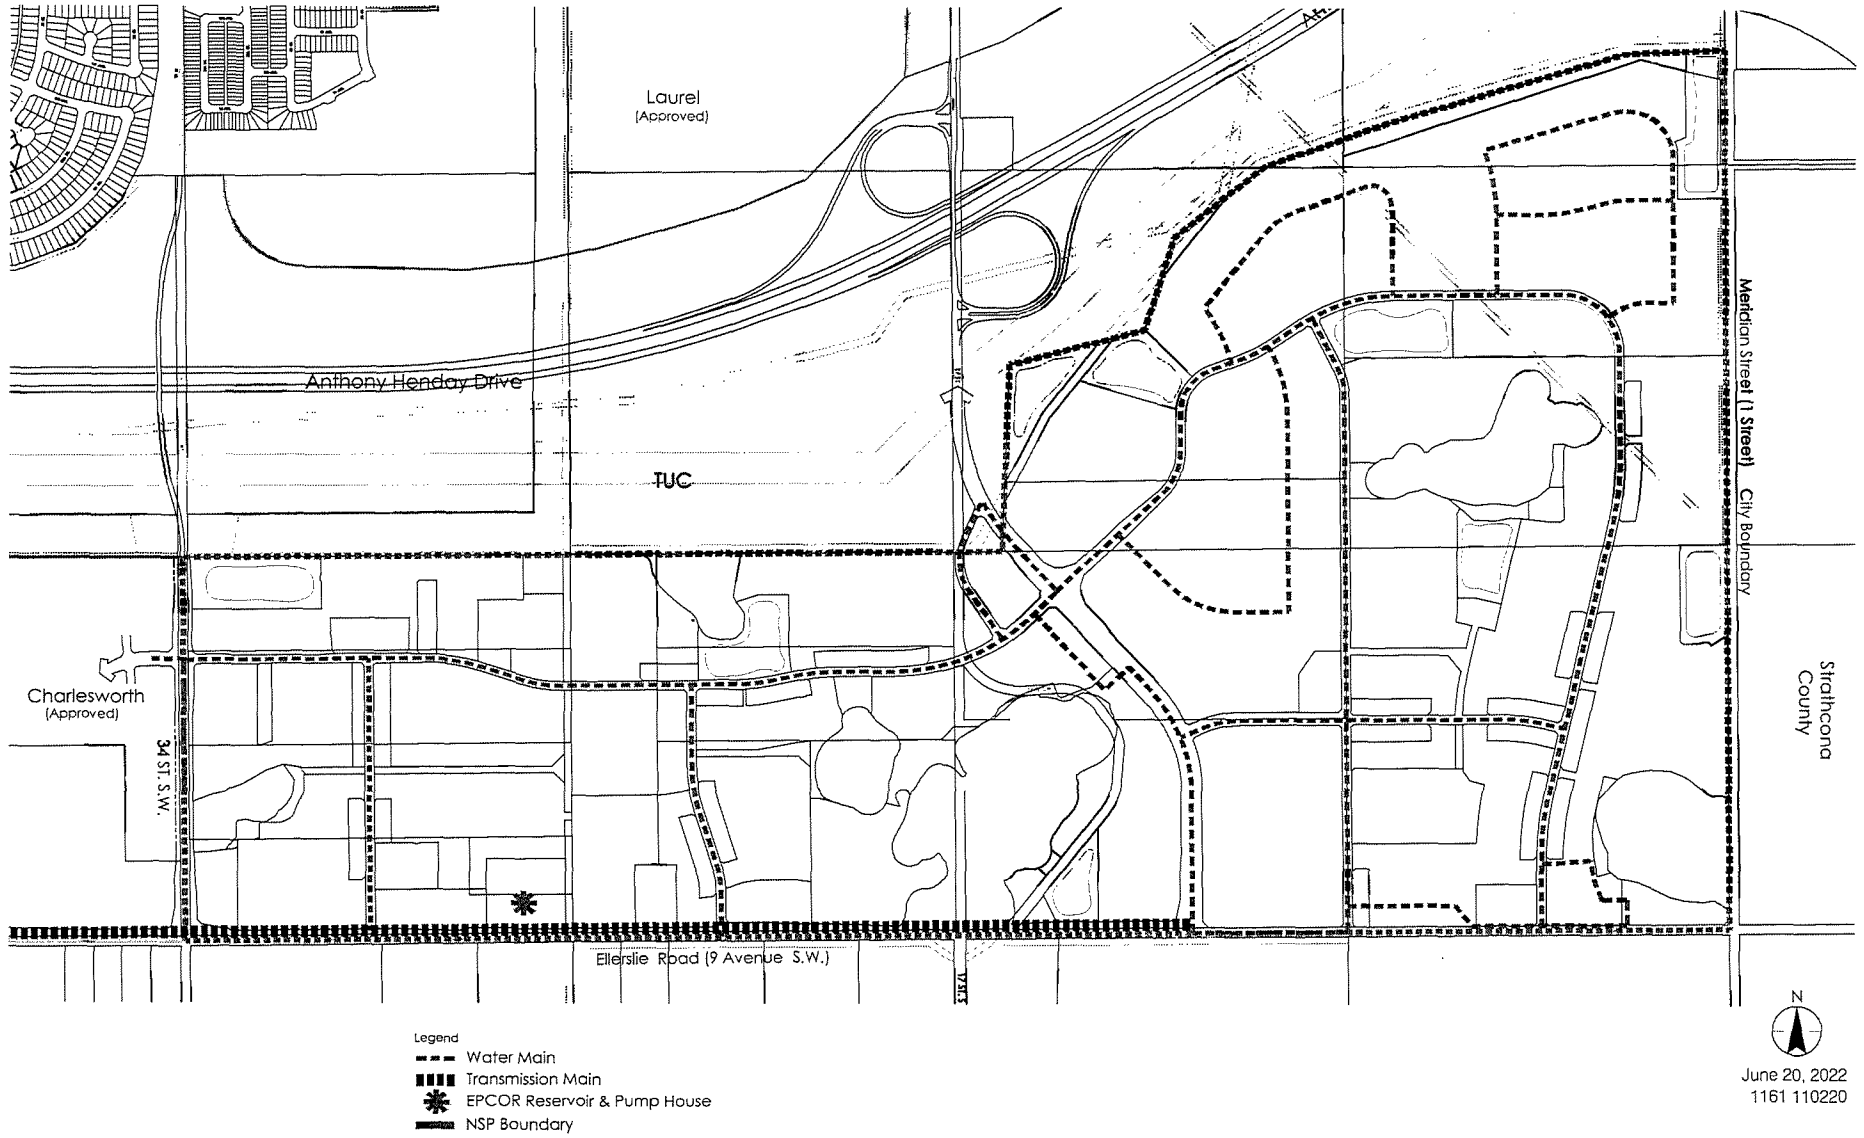 Laurel
(Approved)
Anthony Henday Drive
TUC
Meridian Street (1 Street) City Boundary
Charlesworth
(Approved)
34 ST. S.W.
Strathcona
County
Ellerslie Road (9 Avenue S.W.)
17 ST. S
N
Legend
Water Main
Transmission Main
EPCOR Reservoir & Pump House
NSP Boundary
June 20, 2022
1161 110220